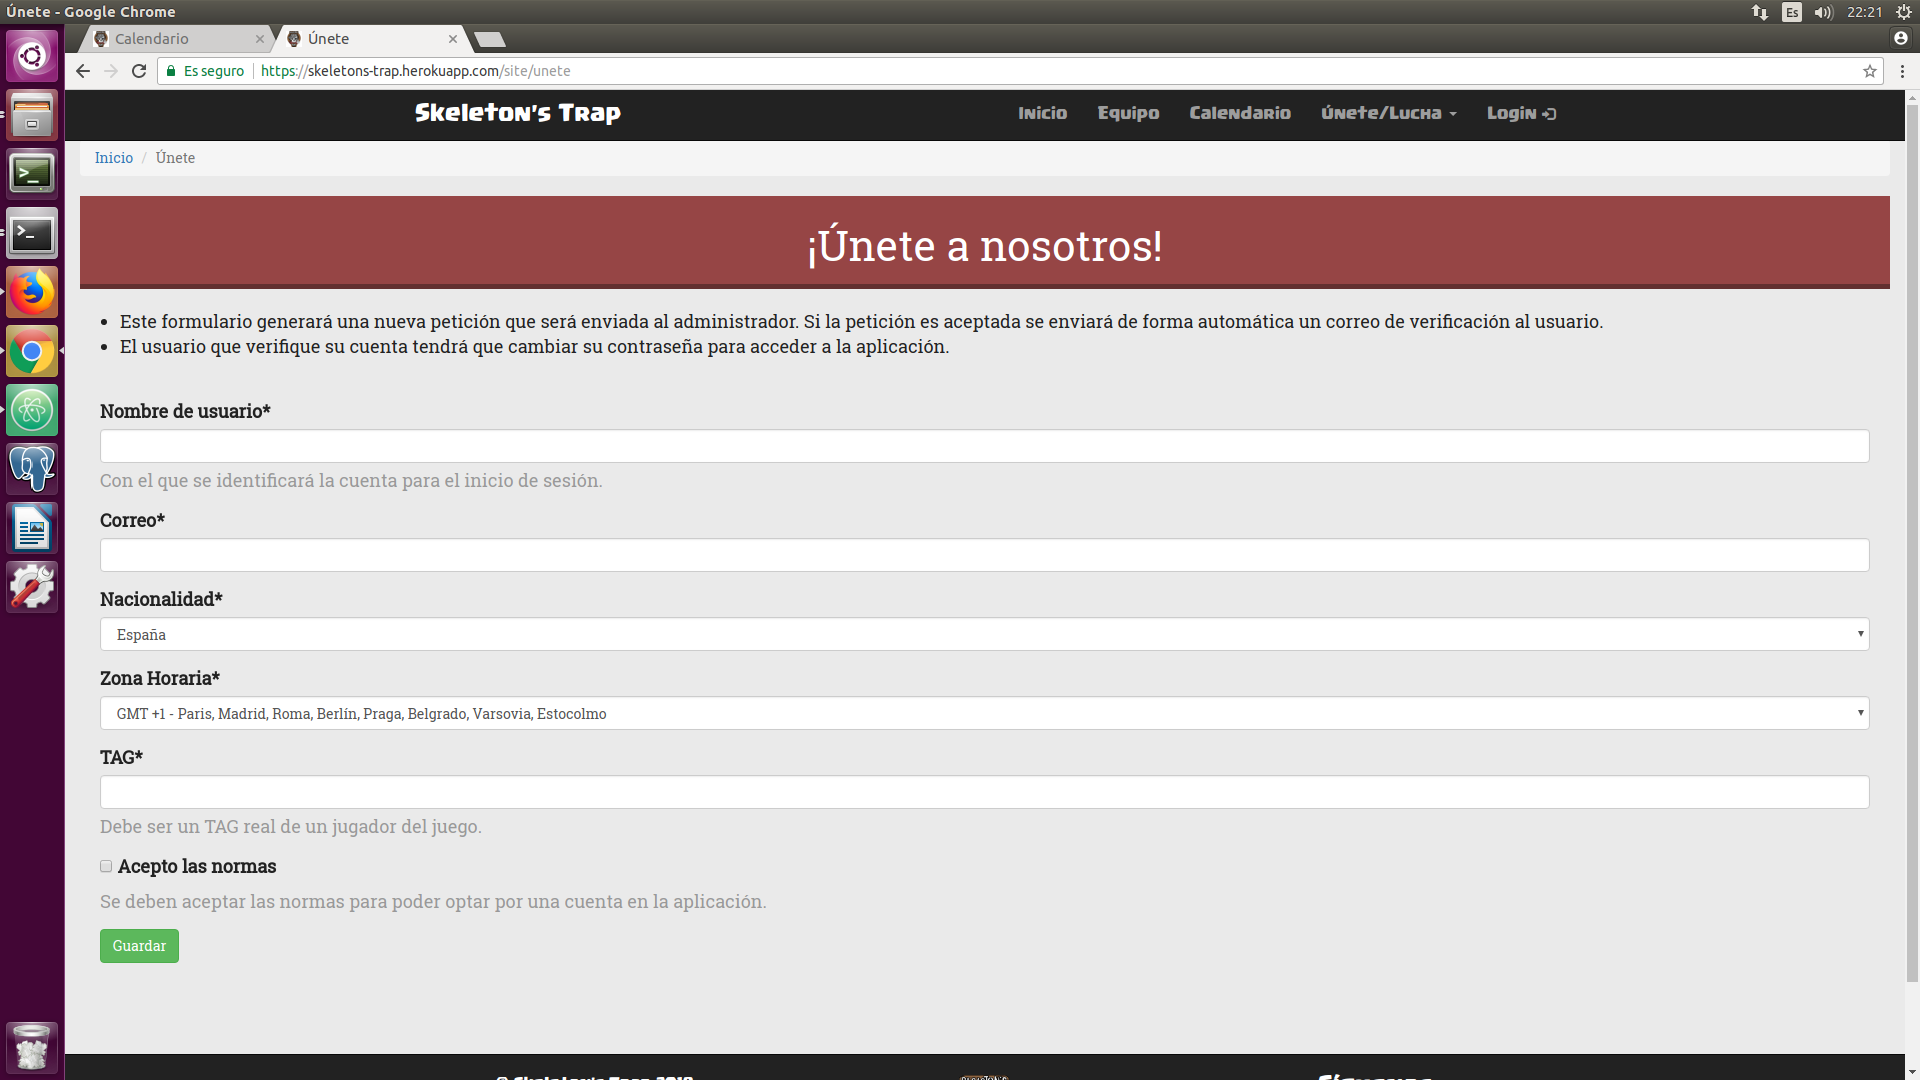 Únete - Google Chrome
Es
22:21
Calendario
Únete
Es seguro
https://skeletons-trap.herokuapp.com/site/unete
Skeleton's Trap
Inicio
Equipo
Calendario
Únete/Lucha
Login
Inicio / Únete
¡Únete a nosotros!
Este formulario generará una nueva petición que será enviada al administrador. Si la petición es aceptada se enviará de forma automática un correo de verificación al usuario.
El usuario que verifique su cuenta tendrá que cambiar su contraseña para acceder a la aplicación.
Nombre de usuario*
Con el que se identificará la cuenta para el inicio de sesión.
Correo*
Nacionalidad*
España
Zona Horaria*
GMT +1 - Paris, Madrid, Roma, Berlín, Praga, Belgrado, Varsovia, Estocolmo
TAG*
Debe ser un TAG real de un jugador del juego.
Acepto las normas
Se deben aceptar las normas para poder optar por una cuenta en la aplicación.
Guardar
© Skeleton's Trap 2018